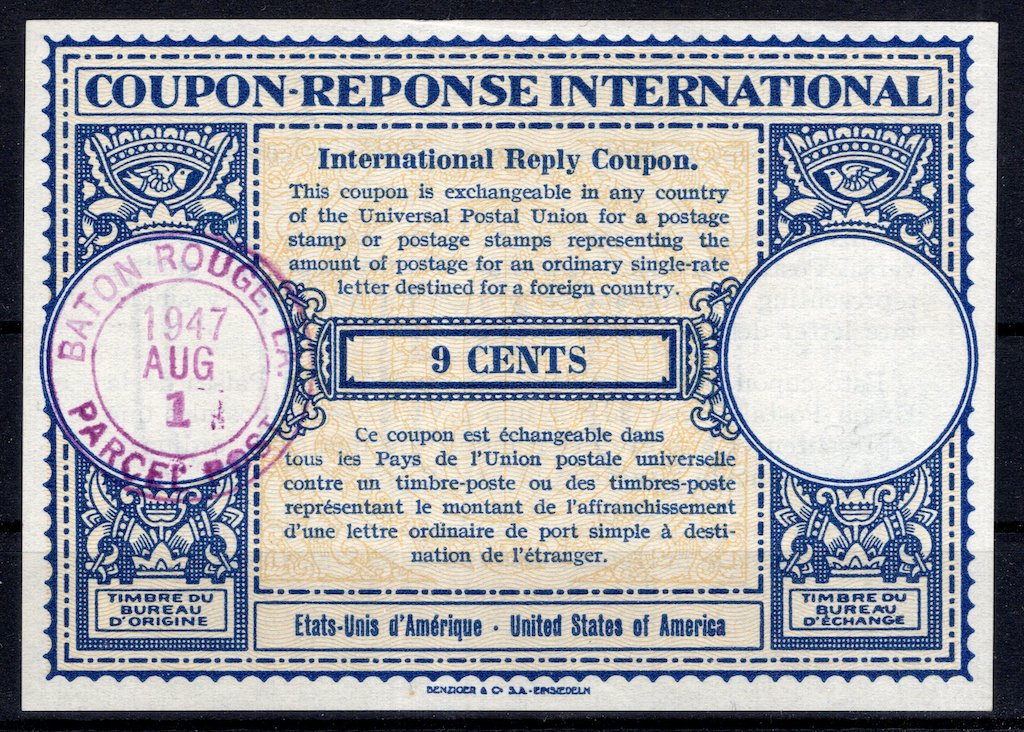 COUPON-REPONSE INTERNATIONAL
International Reply Coupon.
This coupon is exchangeable in any country
of the Universal Postal Union for a postage
stamp or postage stamps representing the
amount of postage for an ordinary single-rate
letter destined for a foreign country.
BATON ROUGE, LA.
1947
AUG
1
PARCEL POST
9 CENTS
Ce coupon est échangeable dans
tous les Pays de l'Union postale universelle
contre un timbre-poste ou des timbres-poste
représentant le montant de l'affranchissement
d'une lettre ordinaire de port simple à desti-
nation de l'étranger.
TIMBRE DU
BUREAU
D'ORIGINE
TIMBRE DU
BUREAU
D'ÉCHANGE
Etats-Unis d'Amérique · United States of America
BENZIGER & Co S.A. - EINSIEDELN